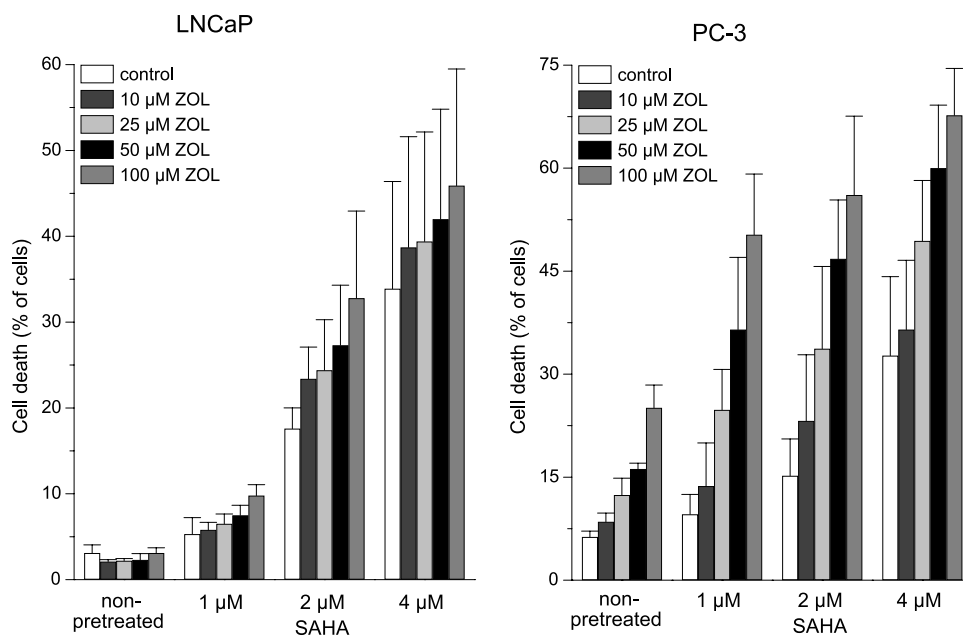 LNCaP
60
50
40
30
20
10
0
Cell death (% of cells)
control
10 µM ZOL
25 µM ZOL
50 µM ZOL
100 µM ZOL
non-
pretreated
1 µM
2 µM
4 µM
SAHA
PC-3
75
60
45
30
15
0
Cell death (% of cells)
control
10 µM ZOL
25 µM ZOL
50 µM ZOL
100 µM ZOL
non-
pretreated
1 µM
2 µM
4 µM
SAHA